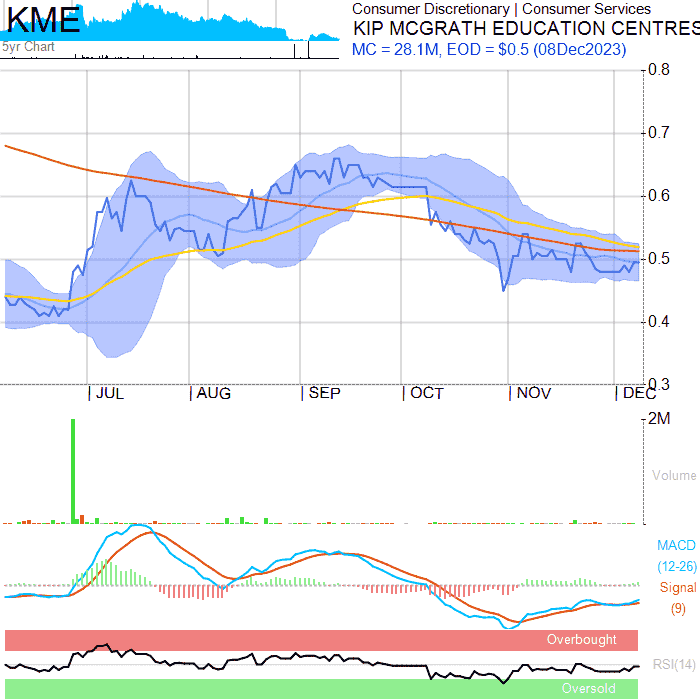 KME
Consumer Discretionary | Consumer Services
KIP MCGRATH EDUCATION CENTRES
5yr Chart
MC = 28.1M, EOD = $0.5 (08Dec2023)
0.8
0.7
0.6
0.5
0.4
0.3
JUL AUG SEP OCT NOV DEC
2M
Volume
MACD
(12-26)
Signal
(9)
Overbought
RSI(14)
Oversold